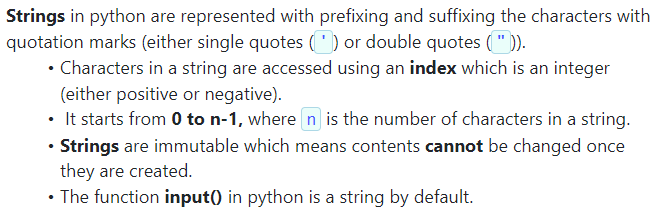 Strings in python are represented with prefixing and suffixing the characters with
quotation marks (either single quotes ( ' ) or double quotes ( " )).
• Characters in a string are accessed using an index which is an integer
(either positive or negative).
• It starts from 0 to n-1, where n is the number of characters in a string.
• Strings are immutable which means contents cannot be changed once
they are created.
• The function input() in python is a string by default.